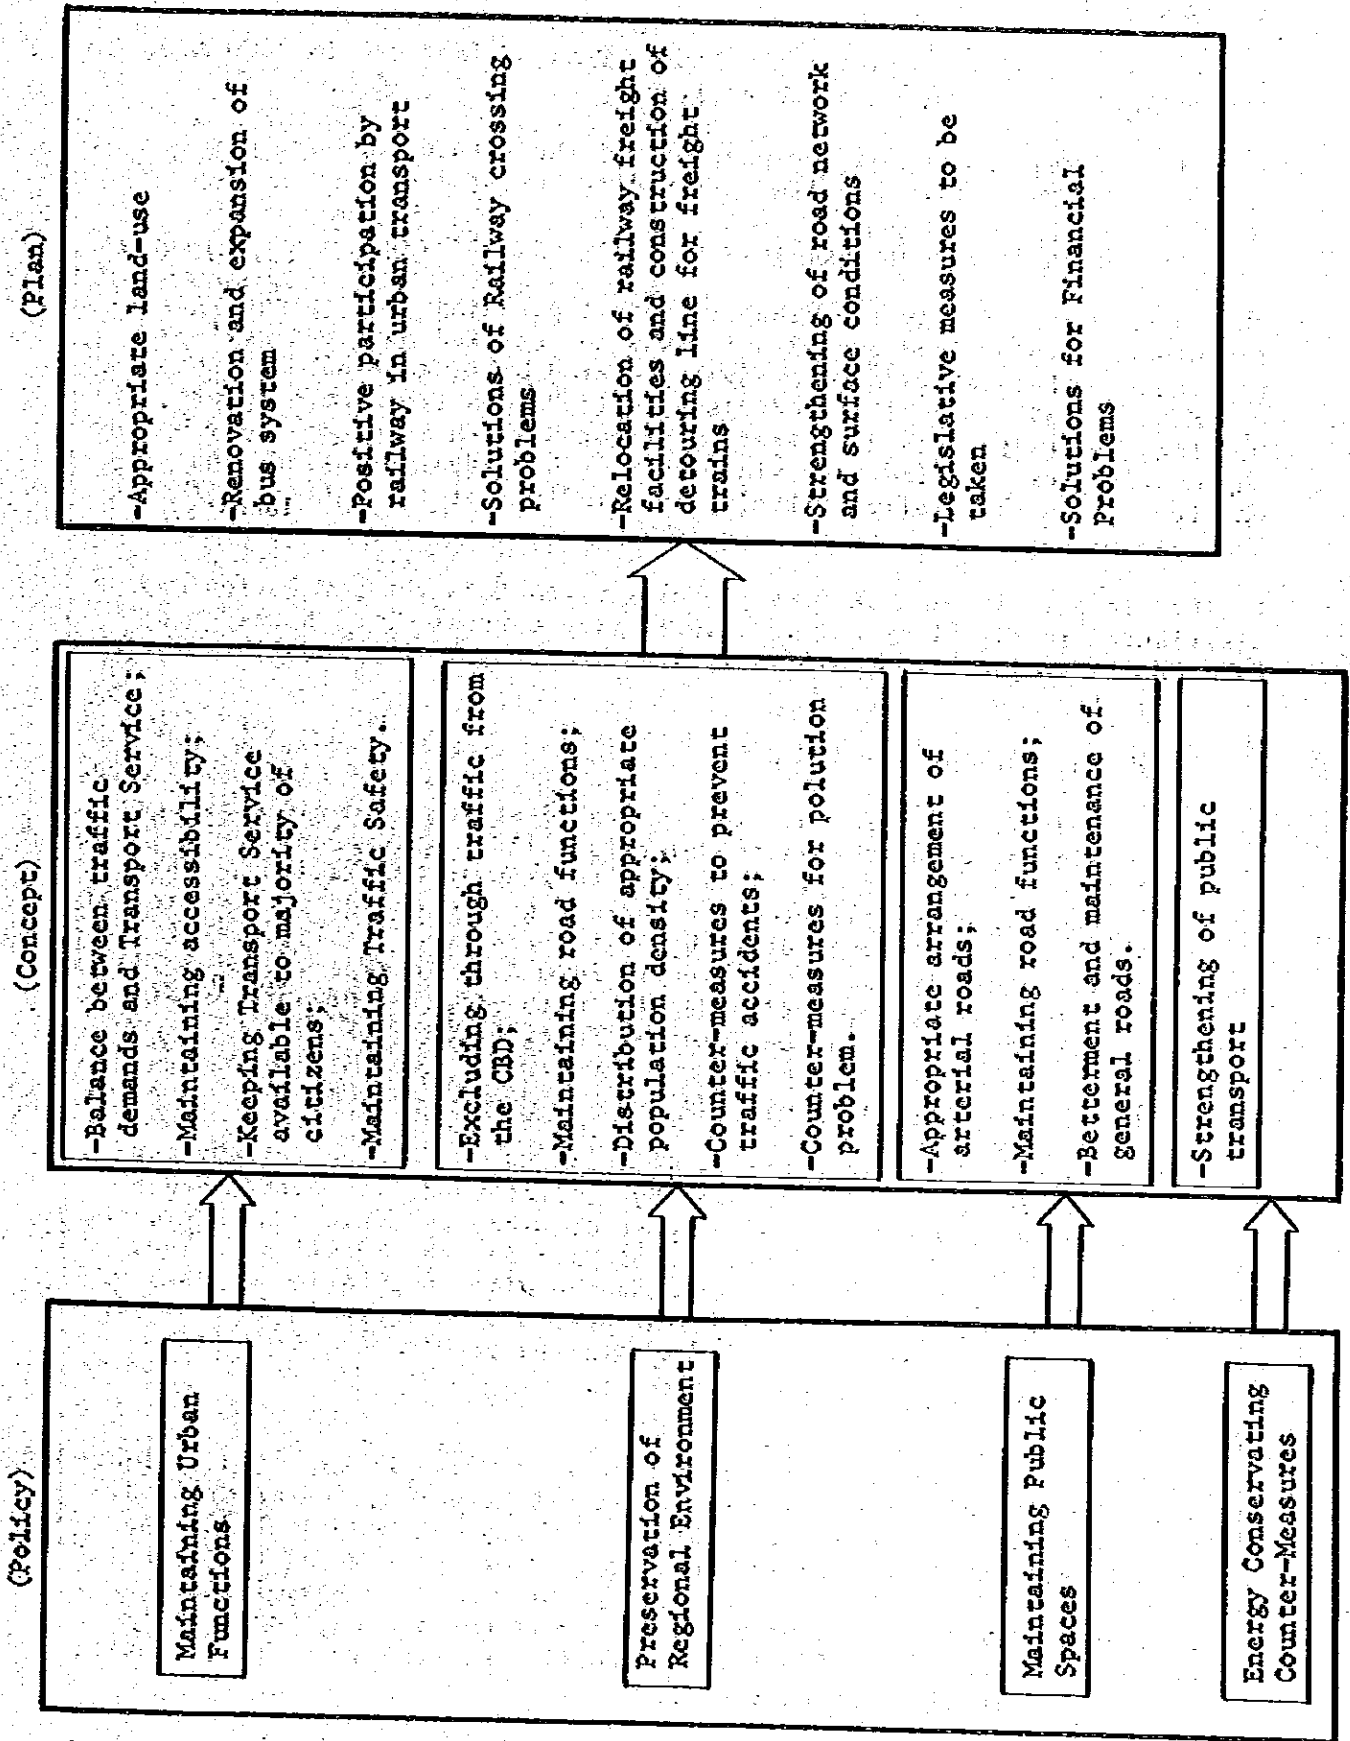 (Policy)
Maintaining Urban
Functions
Preservation of
Regional Environment
Maintaining Public
Spaces
Energy Conservating
Counter-Measures
(Concept)
-Balance between traffic
demands and Transport Service;
-Maintaining accessibility;
-Keeping Transport Service
available to majority of
citizens;
-Maintaining Traffic Safety.
-Excluding through traffic from
the CBD;
-Maintaining road functions;
-Distribution of appropriate
population density;
-Counter-measures to prevent
traffic accidents;
-Counter-measures for polution
problem.
-Appropriate arrangement of
arterial roads;
-Maintaining road functions;
-Betterment and maintenance of
general roads.
-Strengthening of public
transport
(Plan)
-Appropriate land-use
-Renovation and expansion of
bus system
-Positive participation by
railway in urban transport
-Solutions of Railway crossing
problems
-Relocation of railway freight
facilities and construction of
detouring line for freight
trains
-Strengthening of road network
and surface conditions
-Legislative measures to be
taken
-Solutions for Financial
Problems